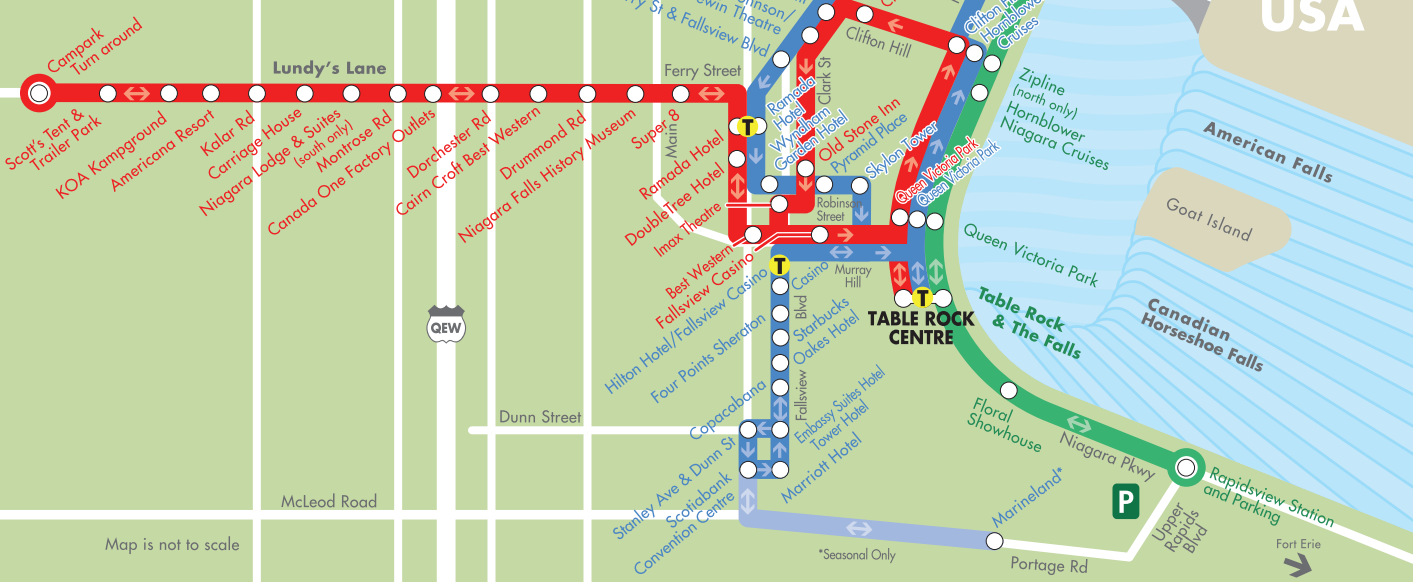 USA
Clifton Hill
Clark St
Ferry St & Fallsview Blvd
Hornblower
Cruises
Campark
Turn around
Lundy's Lane
Ferry Street
Scott's Tent &
Trailer Park
KOA Kampground
Americana Resort
Kalar Rd
Carriage House
Niagara Lodge & Suites
(south only)
Montrose Rd
Canada One Factory Outlets
Dorchester Rd
Cairn Croft Best Western
Drummond Rd
Niagara Falls History Museum
Super 8
Main
Ramada Hotel
DoubleTree Hotel
Imax Theatre
Best Western
Fallsview Casino
T
Ramada
Hotel
Wyndham
Garden Hotel
Old Stone Inn
Pyramid Place
Skylon Tower
Robinson
Street
Queen Victoria Park
Queen Victoria Park
Zipline
(north only)
Hornblower
Niagara Cruises
American Falls
Goat Island
Queen Victoria Park
Canadian
Horseshoe Falls
Table Rock
& The Falls
T
TABLE ROCK
CENTRE
Murray
Hill
T
Hilton Hotel/Fallsview Casino
Casino
Four Points Sheraton
Starbucks
Oakes Hotel
Fallsview Blvd
Copacabana
Embassy Suites Hotel
Tower Hotel
Stanley Ave & Dunn St
Marriott Hotel
Scotiabank
Convention Centre
QEW
Dunn Street
McLeod Road
Map is not to scale
*Seasonal Only
Marineland*
Portage Rd
Upper
Rapids
Blvd
P
Floral
Showhouse
Niagara Pkwy
Rapidsview Station
and Parking
Fort Erie